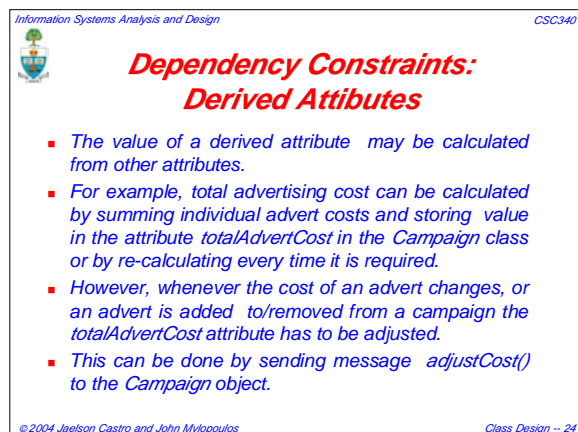 Information Systems Analysis and Design CSC340
Dependency Constraints:
Derived Attibutes
■ The value of a derived attribute may be calculated
from other attributes.
■ For example, total advertising cost can be calculated
by summing individual advert costs and storing value
in the attribute totalAdvertCost in the Campaign class
or by re-calculating every time it is required.
■ However, whenever the cost of an advert changes, or
an advert is added to/removed from a campaign the
totalAdvertCost attribute has to be adjusted.
■ This can be done by sending message adjustCost()
to the Campaign object.
©2004 Jaelson Castro and John Mylopoulos Class Design -- 24